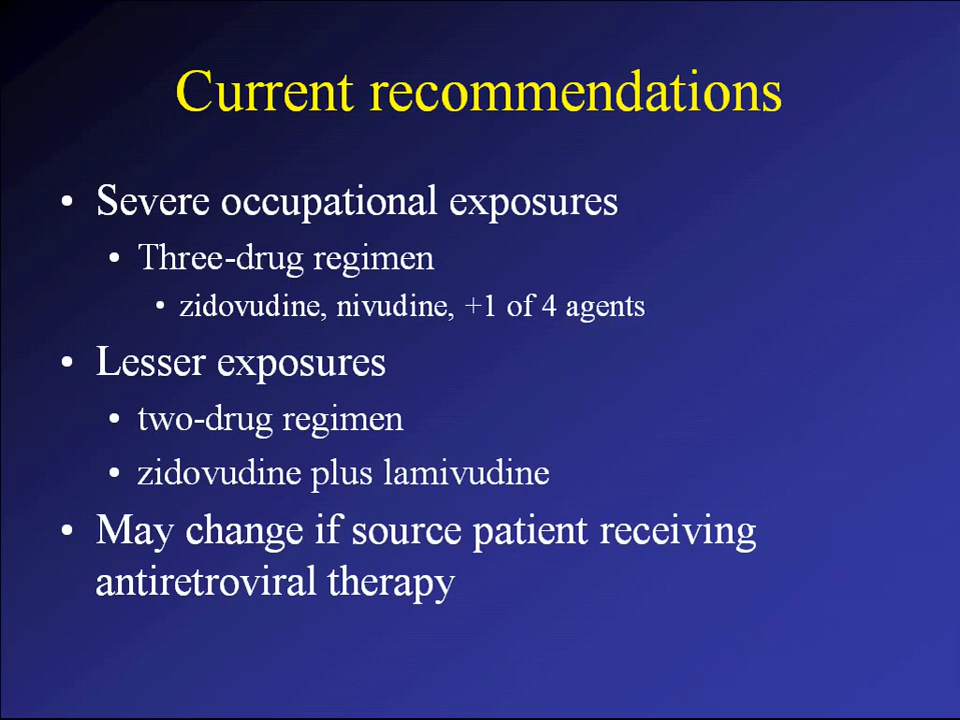 Current recommendations
• Severe occupational exposures
• Three-drug regimen
• zidovudine, nivudine, +1 of 4 agents
• Lesser exposures
• two-drug regimen
• zidovudine plus lamivudine
• May change if source patient receiving
antiretroviral therapy